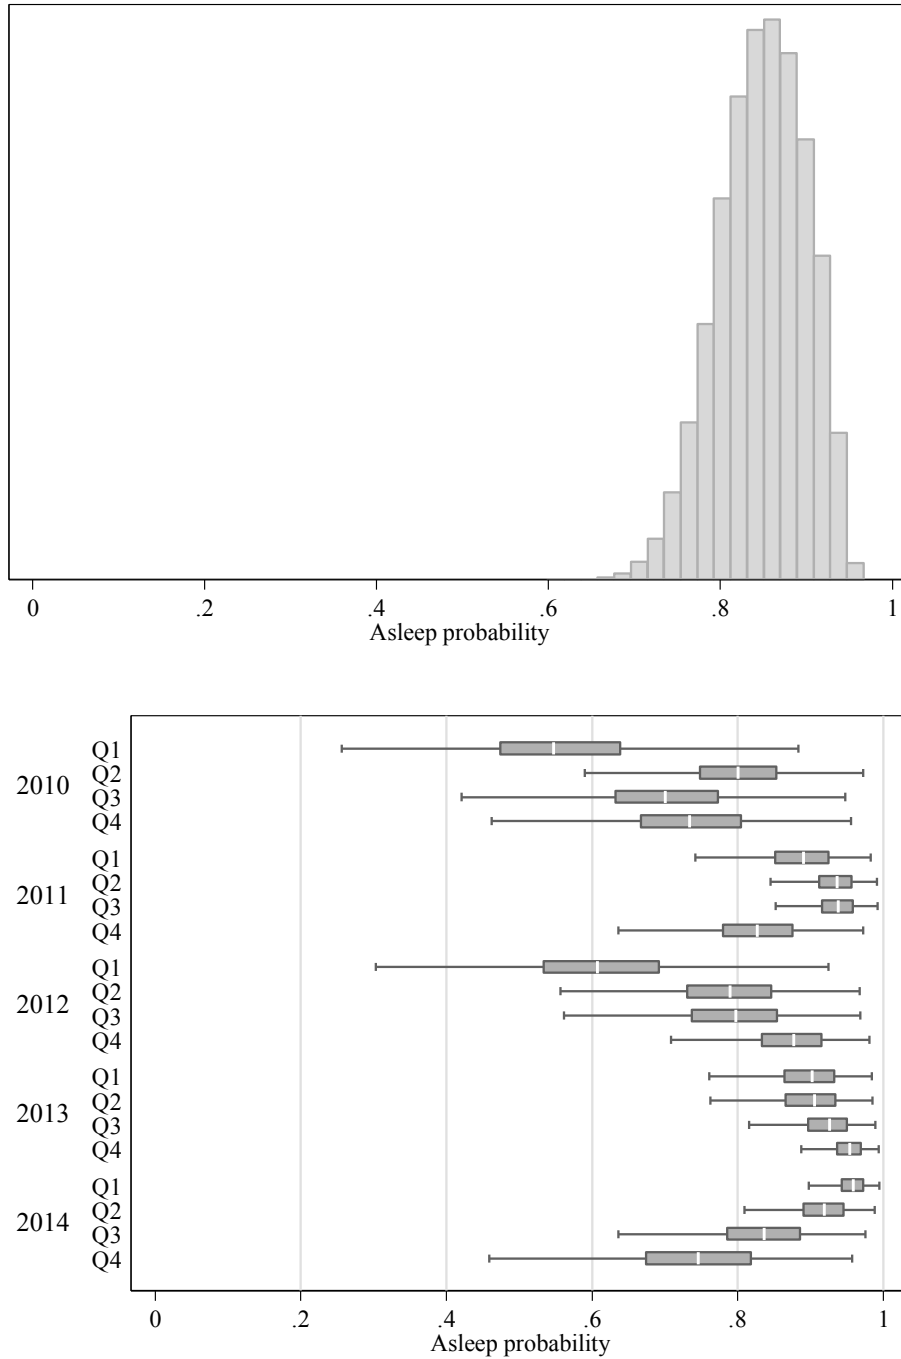 0 .2 .4 .6 .8 1
Asleep probability
2010
Q1
Q2
Q3
Q4
2011
Q1
Q2
Q3
Q4
2012
Q1
Q2
Q3
Q4
2013
Q1
Q2
Q3
Q4
2014
Q1
Q2
Q3
Q4
0 .2 .4 .6 .8 1
Asleep probability